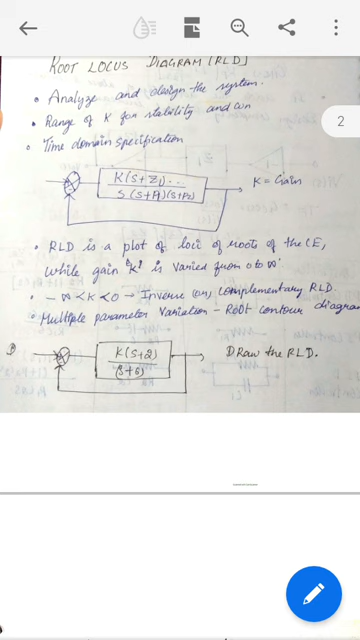 2
ROOT LOCUS DIAGRAM [RLD]
• Analyze and design the system.
• Range of K for stability and ωn
• Time domain specification
K(S+Z1)...
S(S+P1)(S+P2)
K = Gain
• RLD is a plot of loci of roots of the CE,
while gain 'K' is varied from 0 to ∞
• -∞ < K < 0 → Inverse (or) complementary RLD.
• Multiple parameter variation - Root contour diagram
K(S+2)
(S+6)
DRaw the RLD.